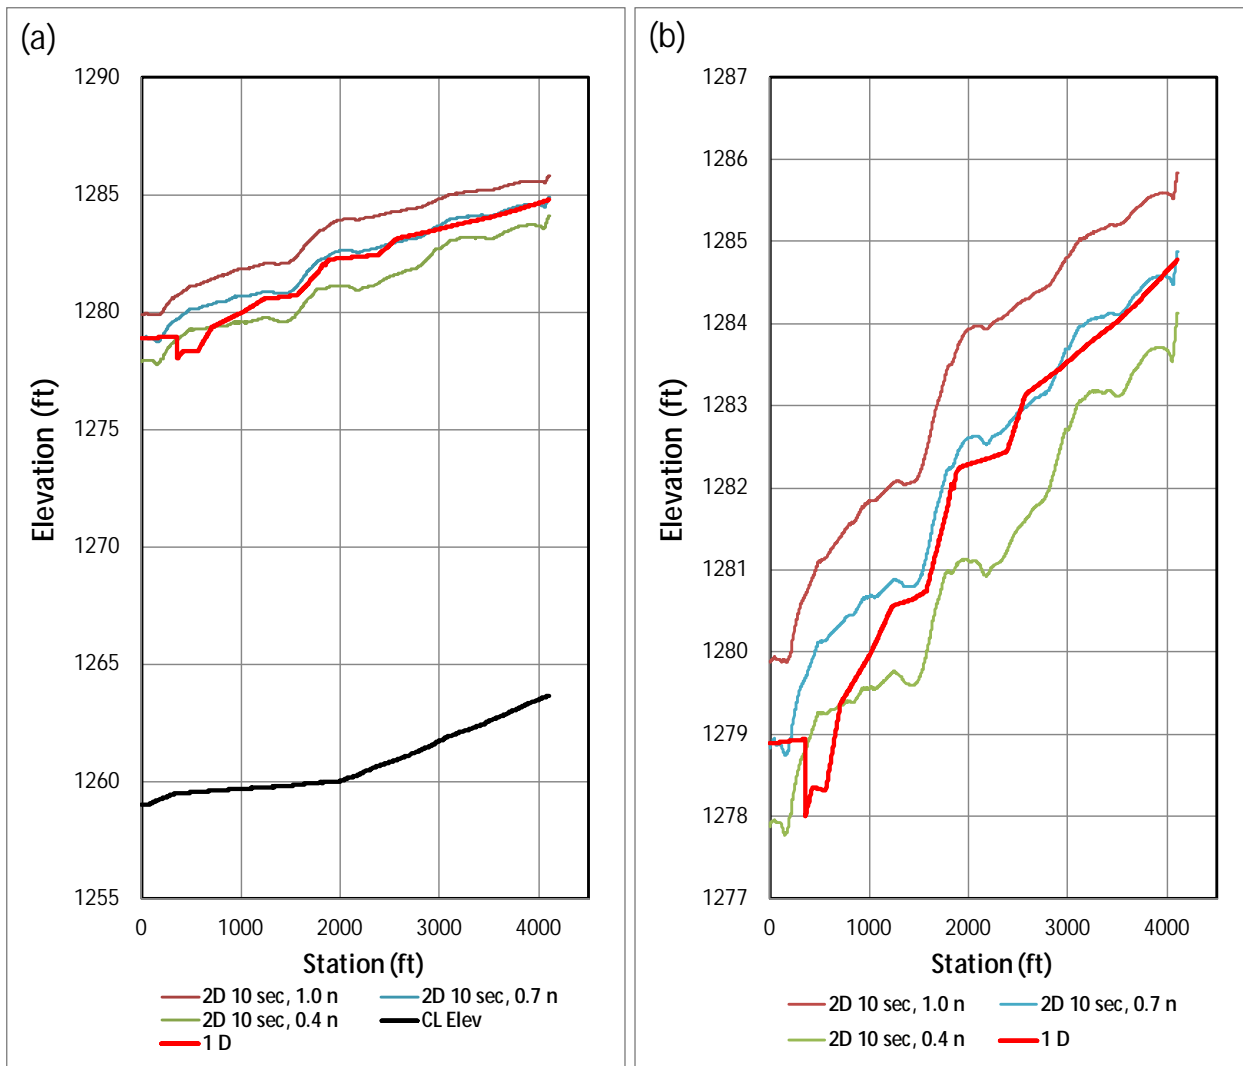 (a)
1290
1285
1280
1275
1270
1265
1260
1255
Elevation (ft)
0 1000 2000 3000 4000
Station (ft)
2D 10 sec, 1.0 n 2D 10 sec, 0.7 n
2D 10 sec, 0.4 n CL Elev
1 D
(b)
1287
1286
1285
1284
1283
1282
1281
1280
1279
1278
1277
Elevation (ft)
0 1000 2000 3000 4000
Station (ft)
2D 10 sec, 1.0 n 2D 10 sec, 0.7 n
2D 10 sec, 0.4 n 1 D